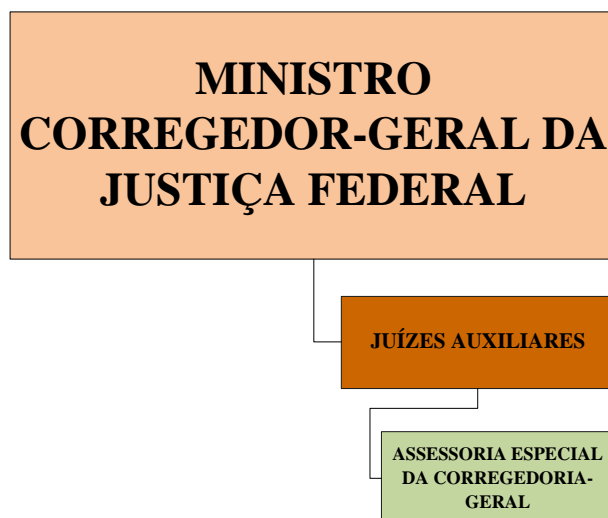 MINISTRO
CORREGEDOR-GERAL DA
JUSTIÇA FEDERAL
JUÍZES AUXILIARES
ASSESSORIA ESPECIAL
DA CORREGEDORIA-
GERAL